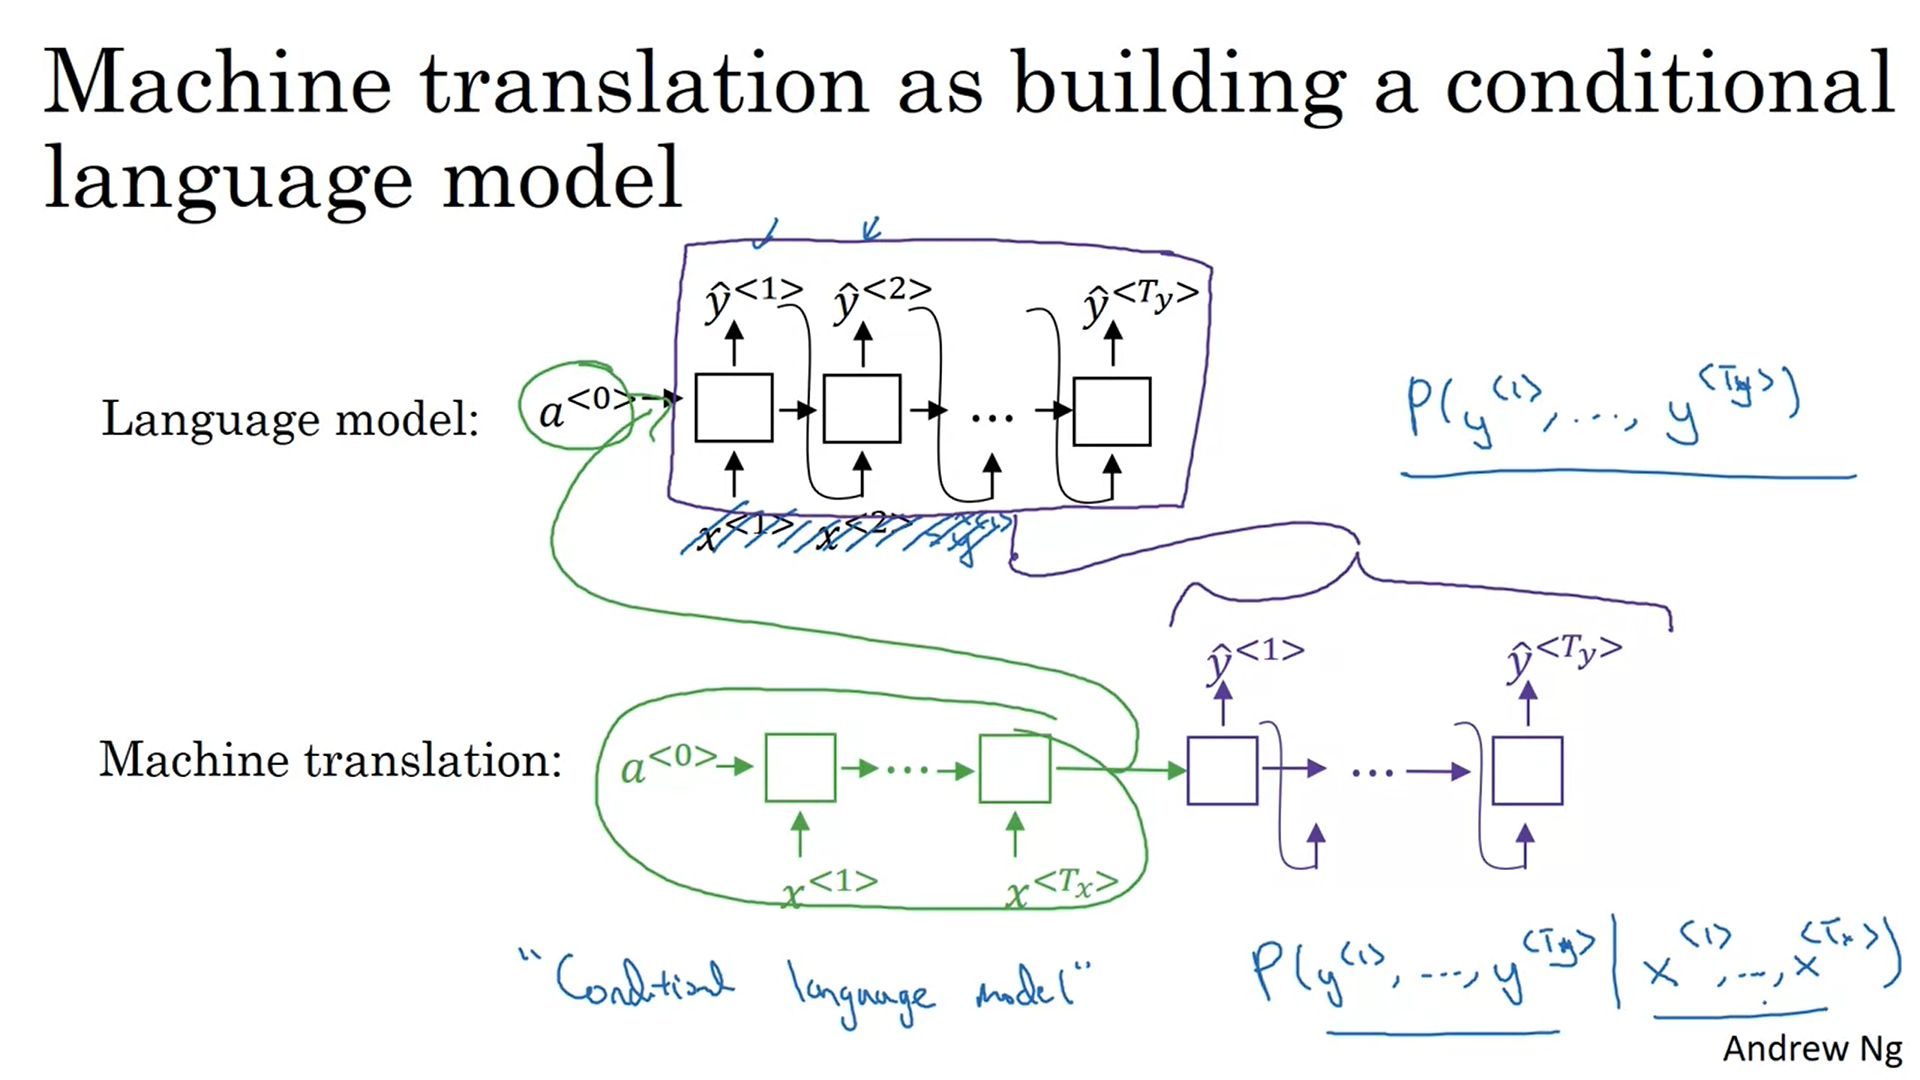 Machine translation as building a conditional
language model
ŷ<1> ŷ<2> ŷ<Ty>
Language model: a<0> ... P(y<1>, ..., y<Ty>)
x<1> x<2>
ŷ<1> ŷ<Ty>
Machine translation: a<0> ... ...
x<1> x<Tx>
"Conditional language model" P(y<1>, ..., y<Ty> | x<1>, ..., x<Tx>)
Andrew Ng